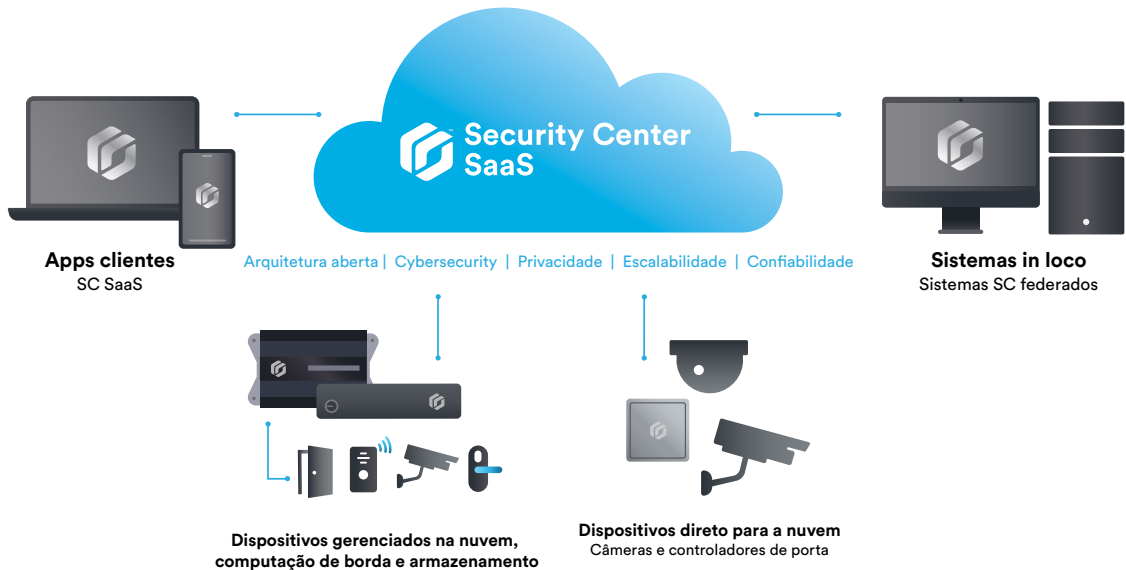 Security Center
SaaS
Apps clientes
SC SaaS
Arquitetura aberta | Cybersecurity | Privacidade | Escalabilidade | Confiabilidade
Sistemas in loco
Sistemas SC federados
Dispositivos gerenciados na nuvem,
computação de borda e armazenamento
Dispositivos direto para a nuvem
Câmeras e controladores de porta